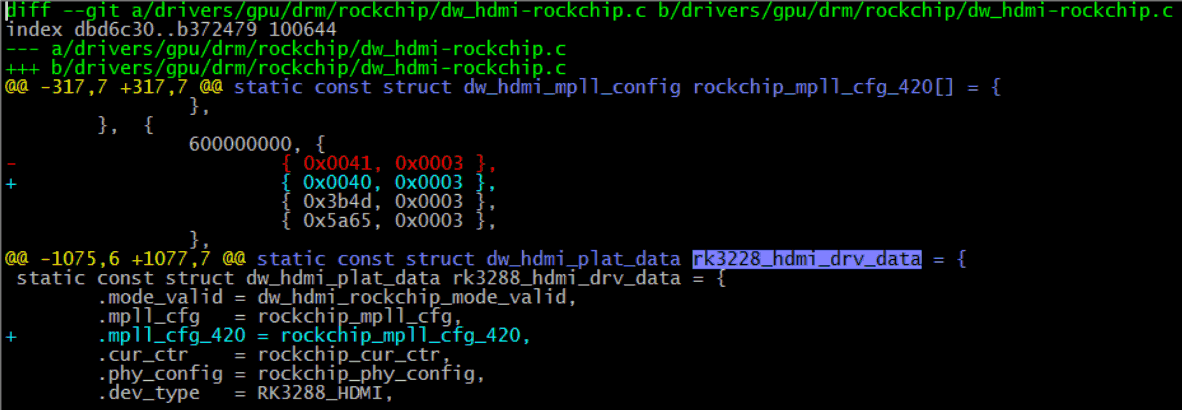 diff --git a/drivers/gpu/drm/rockchip/dw_hdmi-rockchip.c b/drivers/gpu/drm/rockchip/dw_hdmi-rockchip.c
index dbd6c30..b372479 100644
--- a/drivers/gpu/drm/rockchip/dw_hdmi-rockchip.c
+++ b/drivers/gpu/drm/rockchip/dw_hdmi-rockchip.c
@@ -317,7 +317,7 @@ static const struct dw_hdmi_mpll_config rockchip_mpll_cfg_420[] = {
                },
        },  {
                600000000, {
-                       { 0x0041, 0x0003 },
+                       { 0x0040, 0x0003 },
                        { 0x3b4d, 0x0003 },
                        { 0x5a65, 0x0003 },
                },
@@ -1075,6 +1077,7 @@ static const struct dw_hdmi_plat_data rk3228_hdmi_drv_data = {
 static const struct dw_hdmi_plat_data rk3288_hdmi_drv_data = {
        .mode_valid = dw_hdmi_rockchip_mode_valid,
        .mpll_cfg   = rockchip_mpll_cfg,
+       .mpll_cfg_420 = rockchip_mpll_cfg_420,
        .cur_ctr    = rockchip_cur_ctr,
        .phy_config = rockchip_phy_config,
        .dev_type   = RK3288_HDMI,